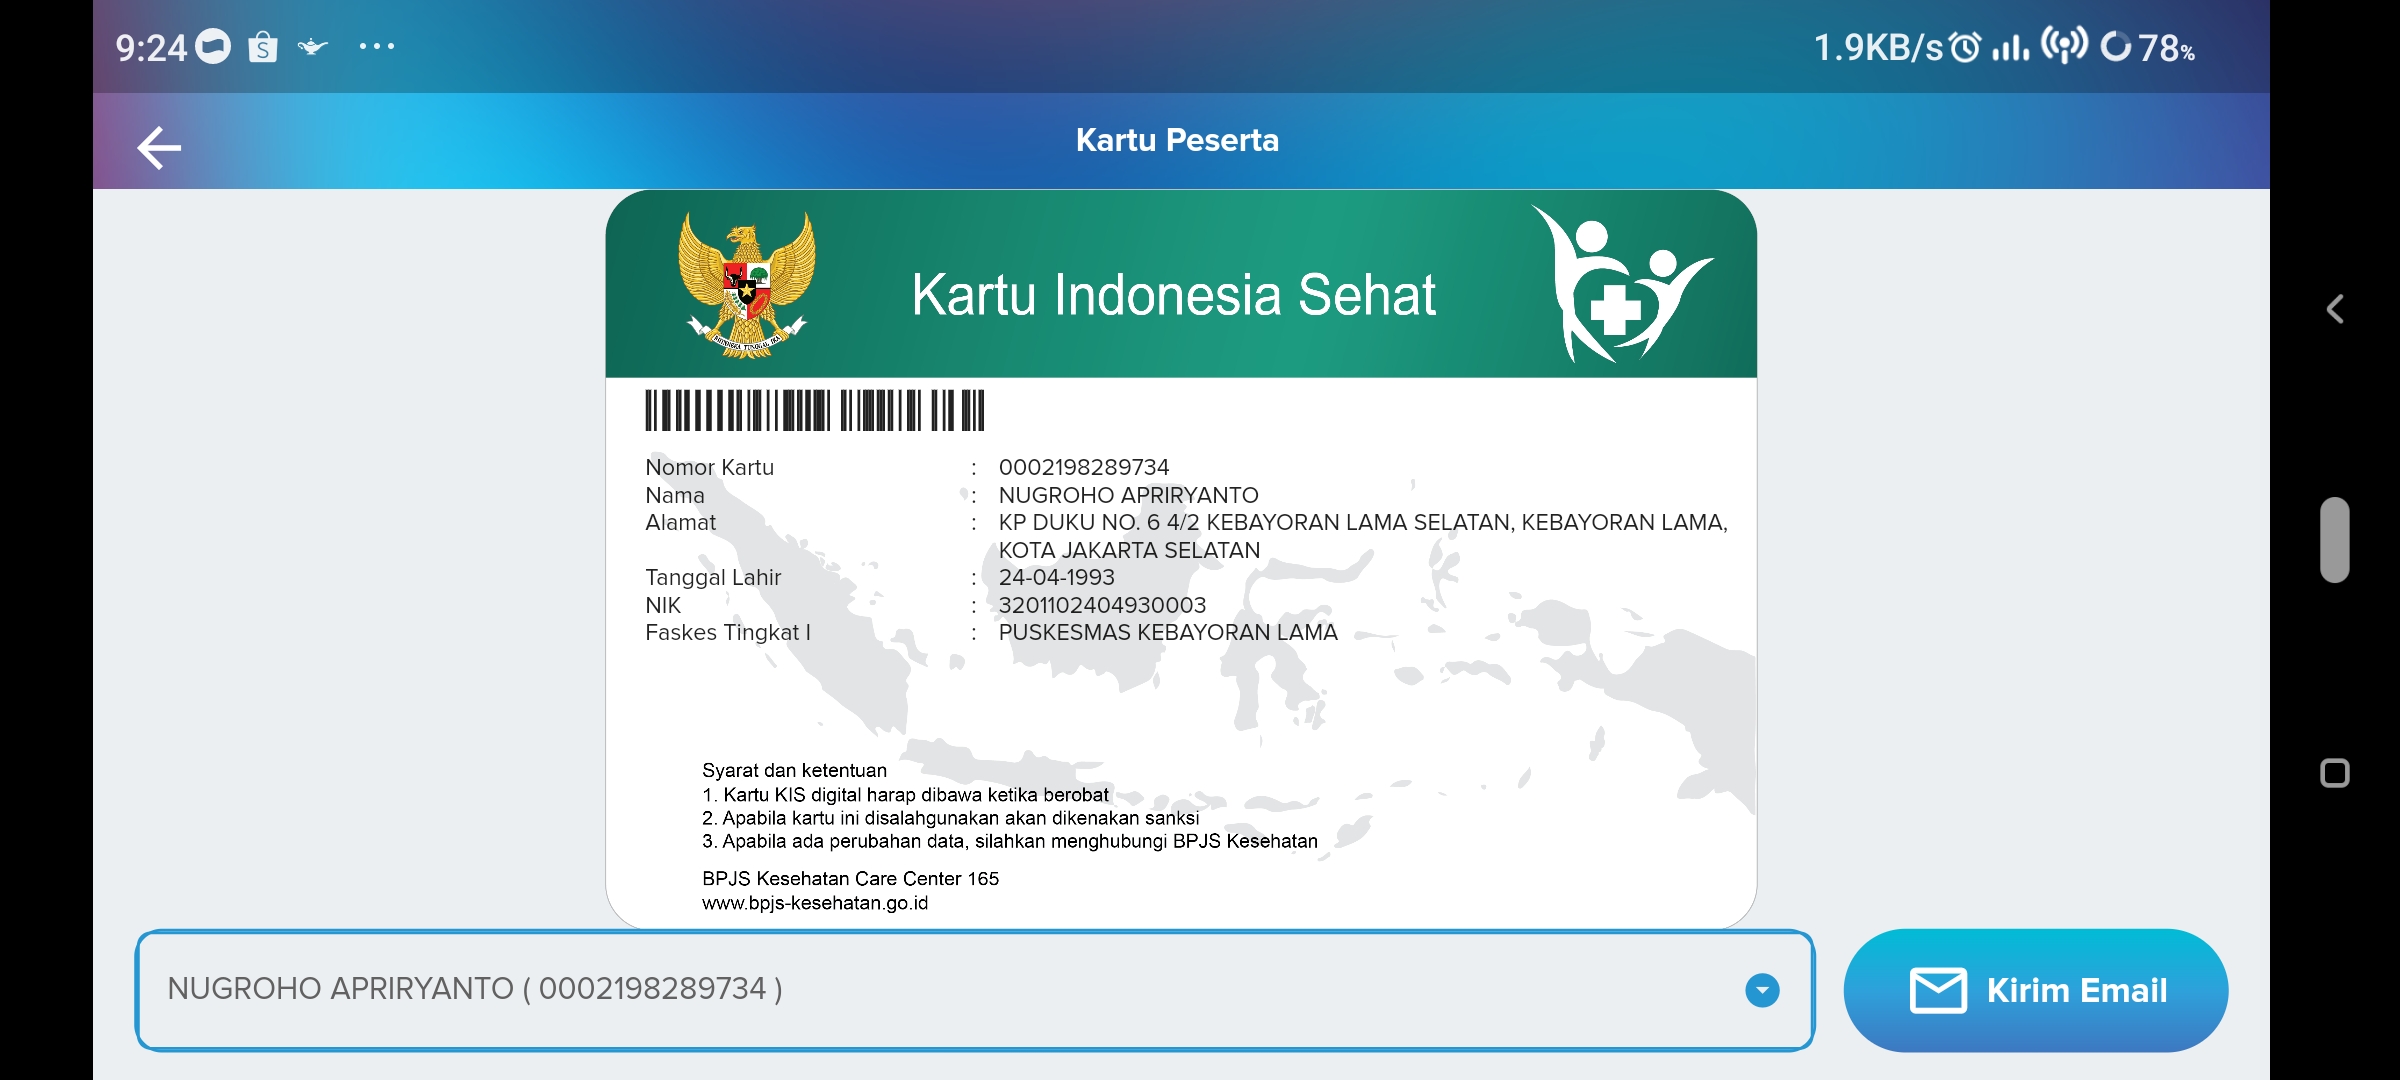 9:24 S ... 1.9KB/s 78%
Kartu Peserta
Kartu Indonesia Sehat
BHINNEKA TUNGGAL IKA
Nomor Kartu : 0002198289734
Nama : NUGROHO APRIRYANTO
Alamat : KP DUKU NO. 6 4/2 KEBAYORAN LAMA SELATAN, KEBAYORAN LAMA,
KOTA JAKARTA SELATAN
Tanggal Lahir : 24-04-1993
NIK : 3201102404930003
Faskes Tingkat I : PUSKESMAS KEBAYORAN LAMA
Syarat dan ketentuan
1. Kartu KIS digital harap dibawa ketika berobat
2. Apabila kartu ini disalahgunakan akan dikenakan sanksi
3. Apabila ada perubahan data, silahkan menghubungi BPJS Kesehatan
BPJS Kesehatan Care Center 165
www.bpjs-kesehatan.go.id
NUGROHO APRIRYANTO ( 0002198289734 )
Kirim Email